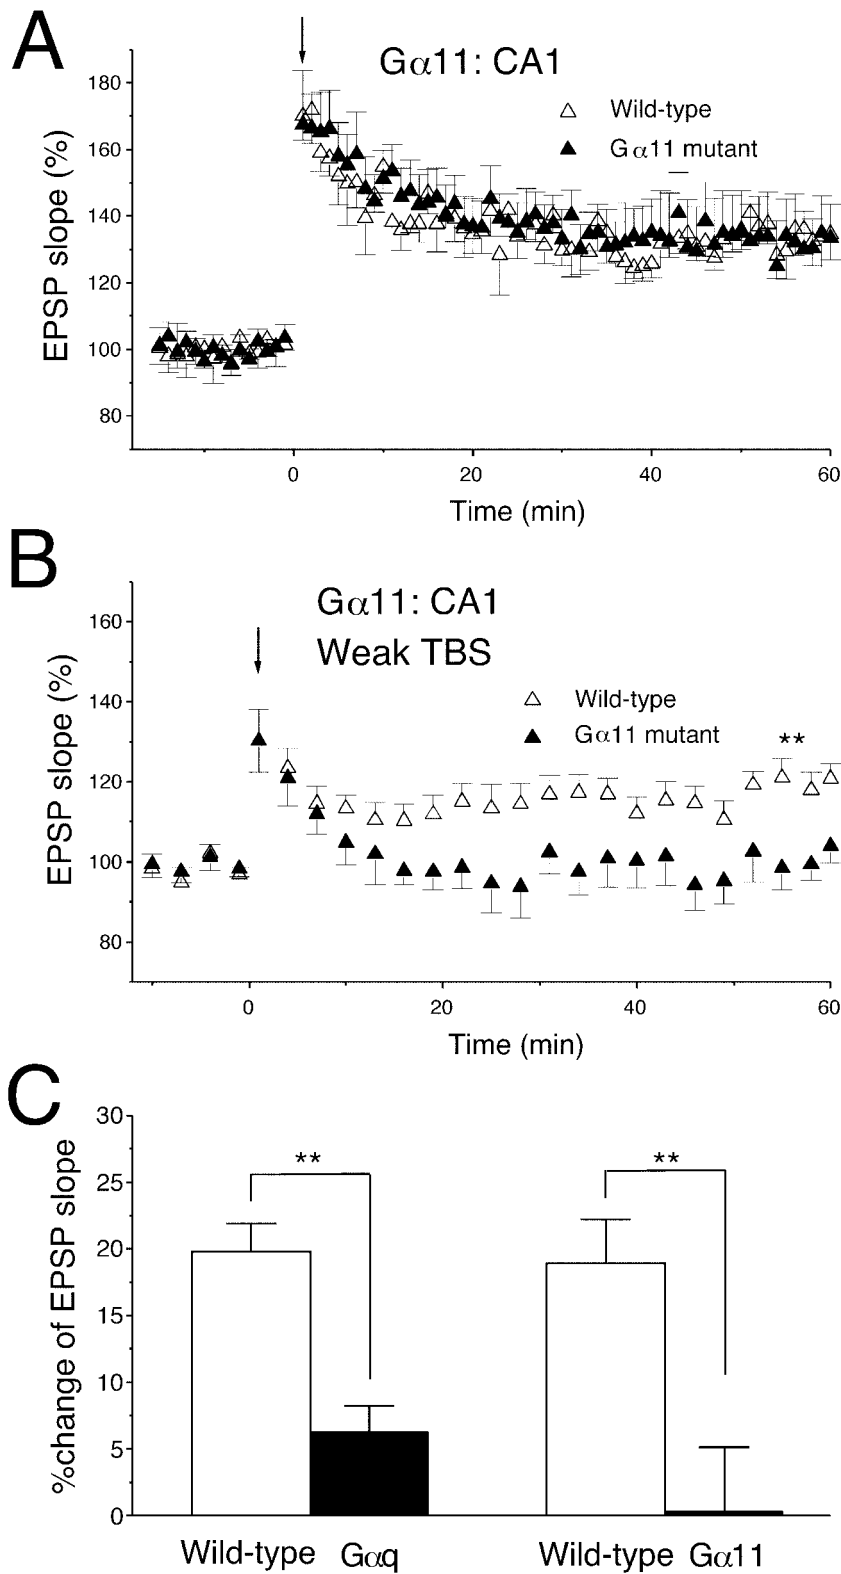 A
Gα11: CA1
Wild-type
Gα11 mutant
EPSP slope (%)
180
160
140
120
100
80
0
20
40
60
Time (min)
B
Gα11: CA1
Weak TBS
Wild-type
Gα11 mutant
**
EPSP slope (%)
160
140
120
100
80
0
20
40
60
Time (min)
C
%change of EPSP slope
30
25
20
15
10
5
0
**
**
Wild-type Gαq
Wild-type Gα11